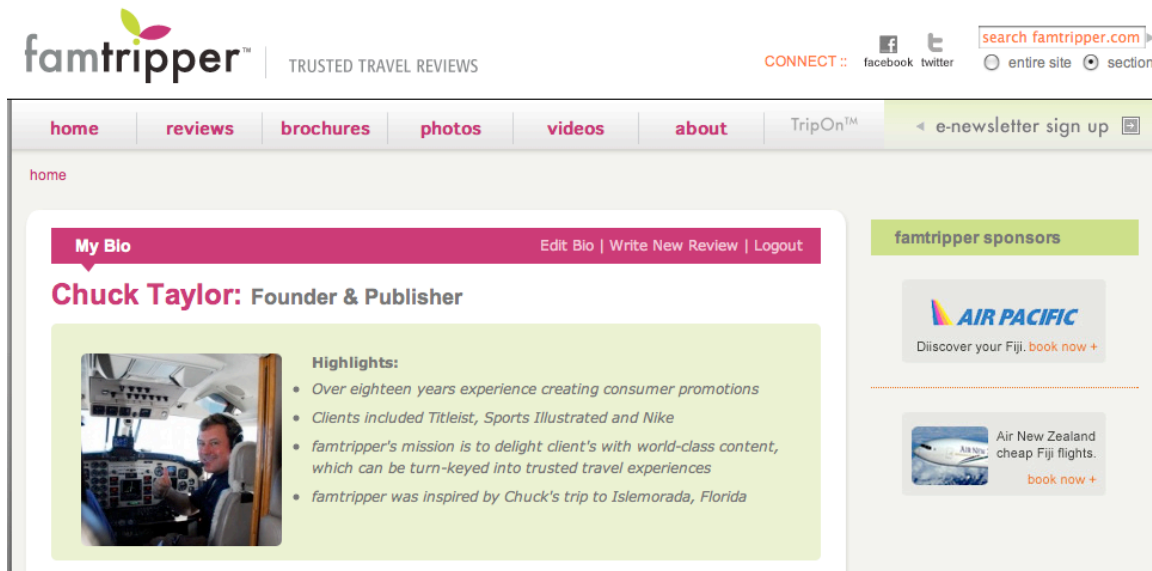 famtripper™
TRUSTED TRAVEL REVIEWS
CONNECT ::
facebook
twitter
search famtripper.com
entire site
section
home
reviews
brochures
photos
videos
about
TripOn™
e-newsletter sign up
home
My BIo
Edit Bio | Write New Review | Logout
Chuck Taylor: Founder & Publisher
Highlights:
• Over eighteen years experience creating consumer promotions
• Clients included Titleist, Sports Illustrated and Nike
• famtripper's mission is to delight client's with world-class content,
which can be turn-keyed into trusted travel experiences
• famtripper was inspired by Chuck's trip to Islemorada, Florida
famtripper sponsors
AIR PACIFIC
Diiscover your Fiji. book now +
Air New Zealand
cheap Fiji flights.
book now +